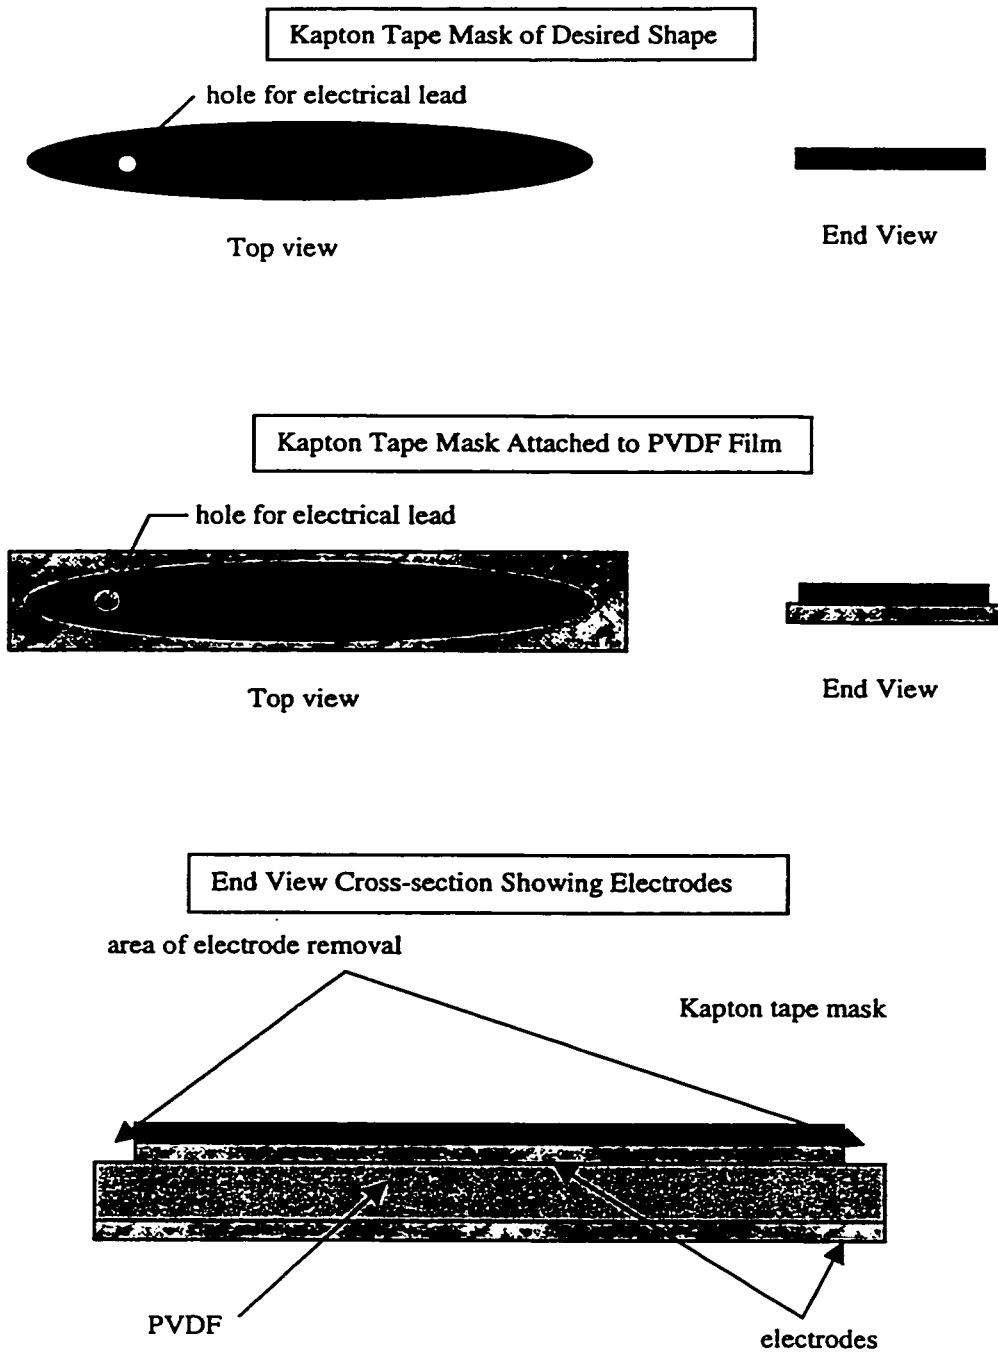 Kapton Tape Mask of Desired Shape
hole for electrical lead
Top view
End View
Kapton Tape Mask Attached to PVDF Film
hole for electrical lead
Top view
End View
End View Cross-section Showing Electrodes
area of electrode removal
Kapton tape mask
PVDF
electrodes